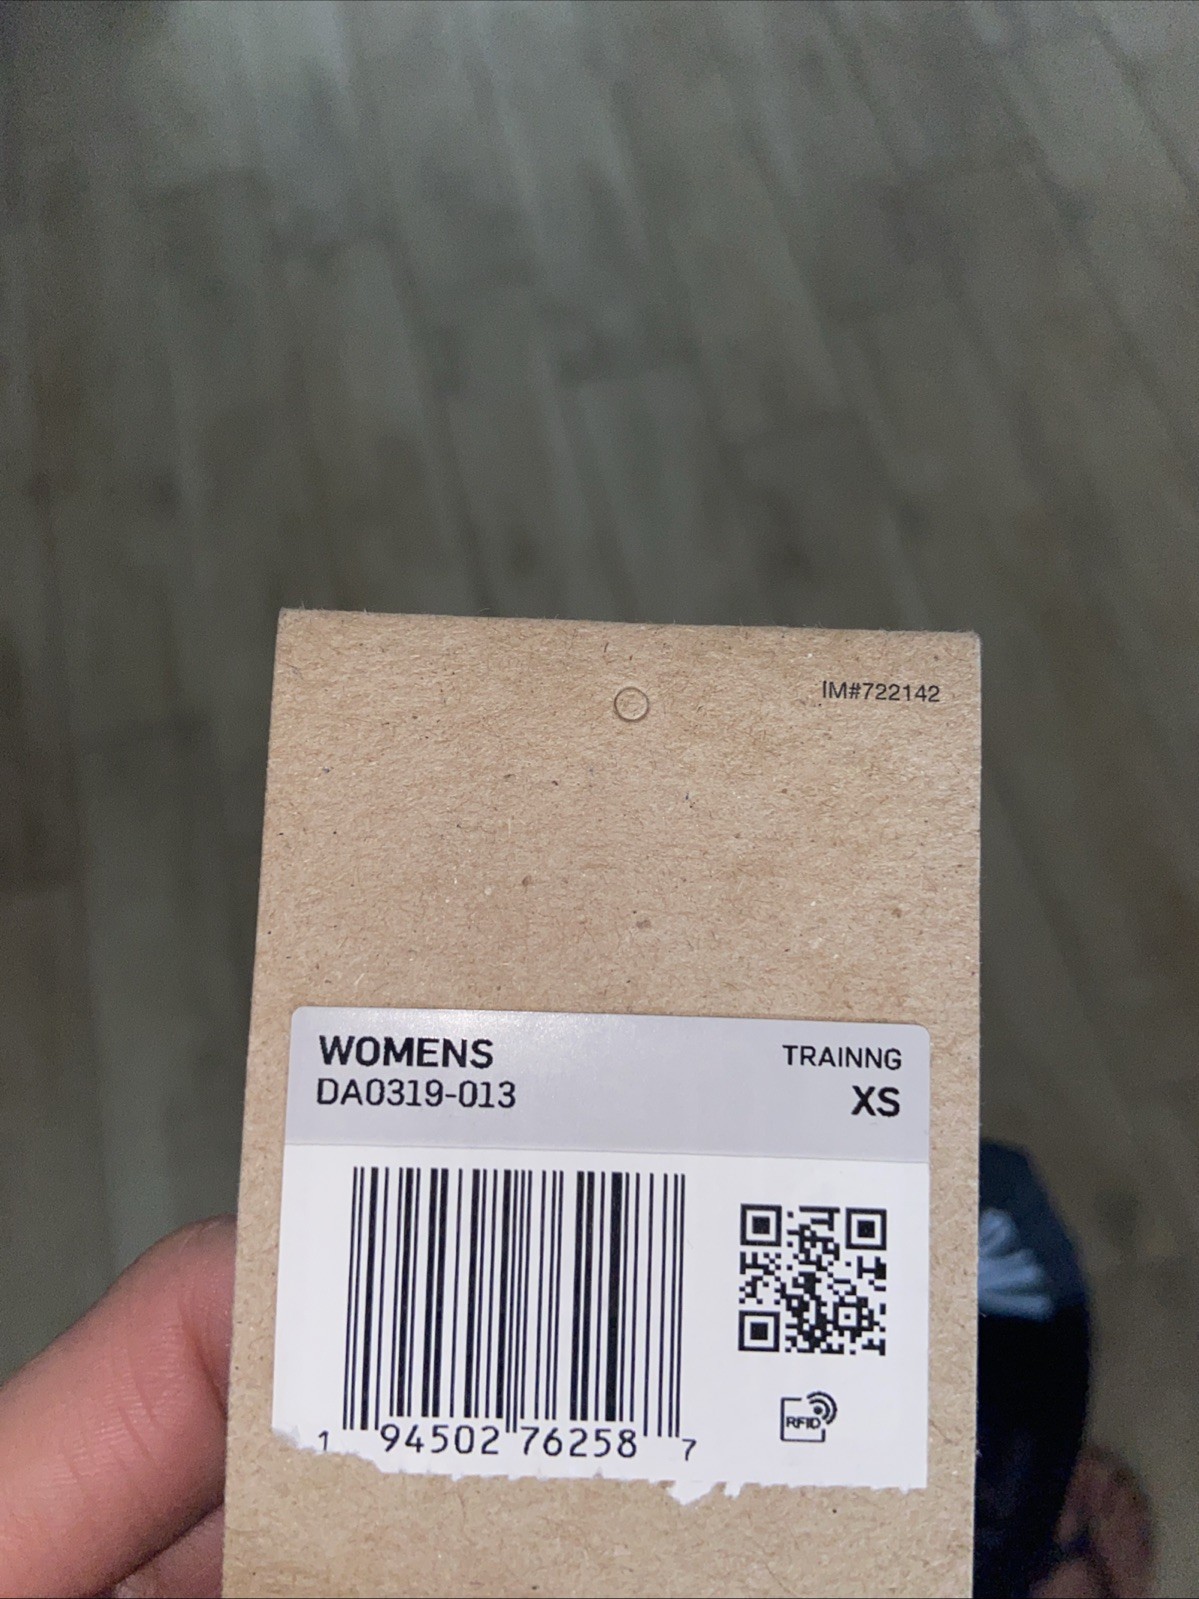 IM#722142
WOMENS
TRAINNG
DA0319-013
XS
RFID
1 94502 76258 7